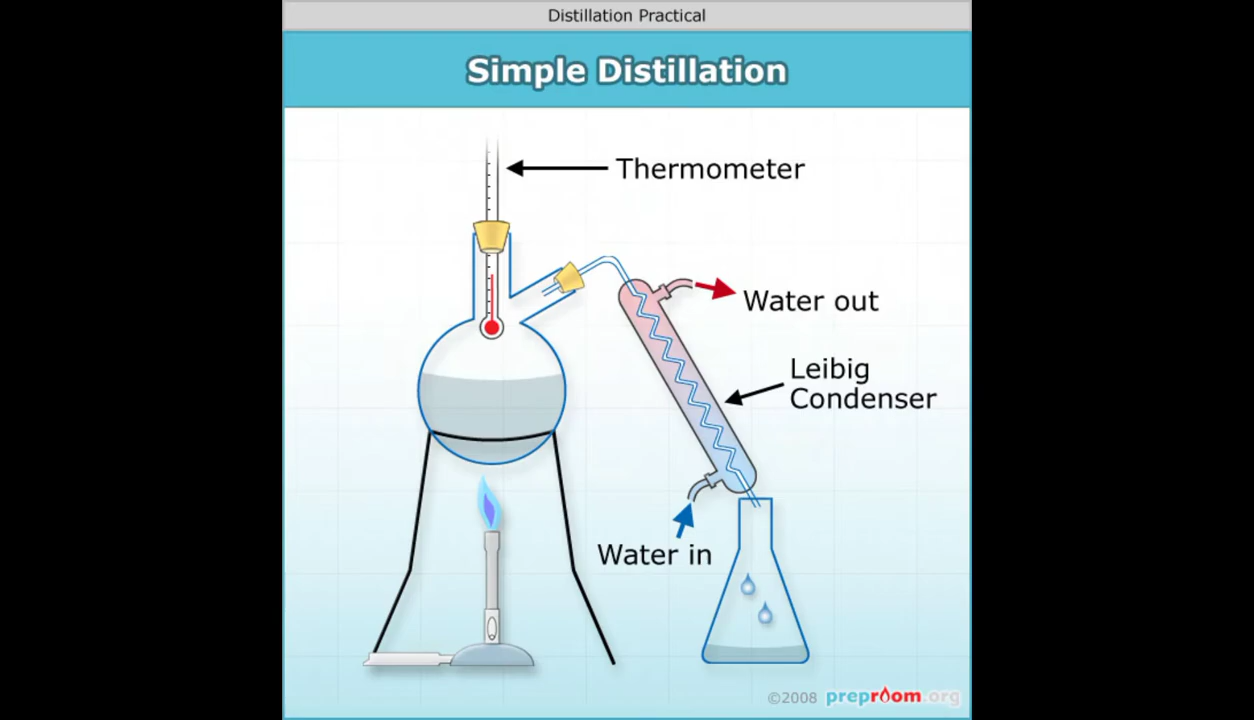 Distillation Practical
Simple Distillation
Thermometer
Water out
Leibig
Condenser
Water in
©2008 preproom.org